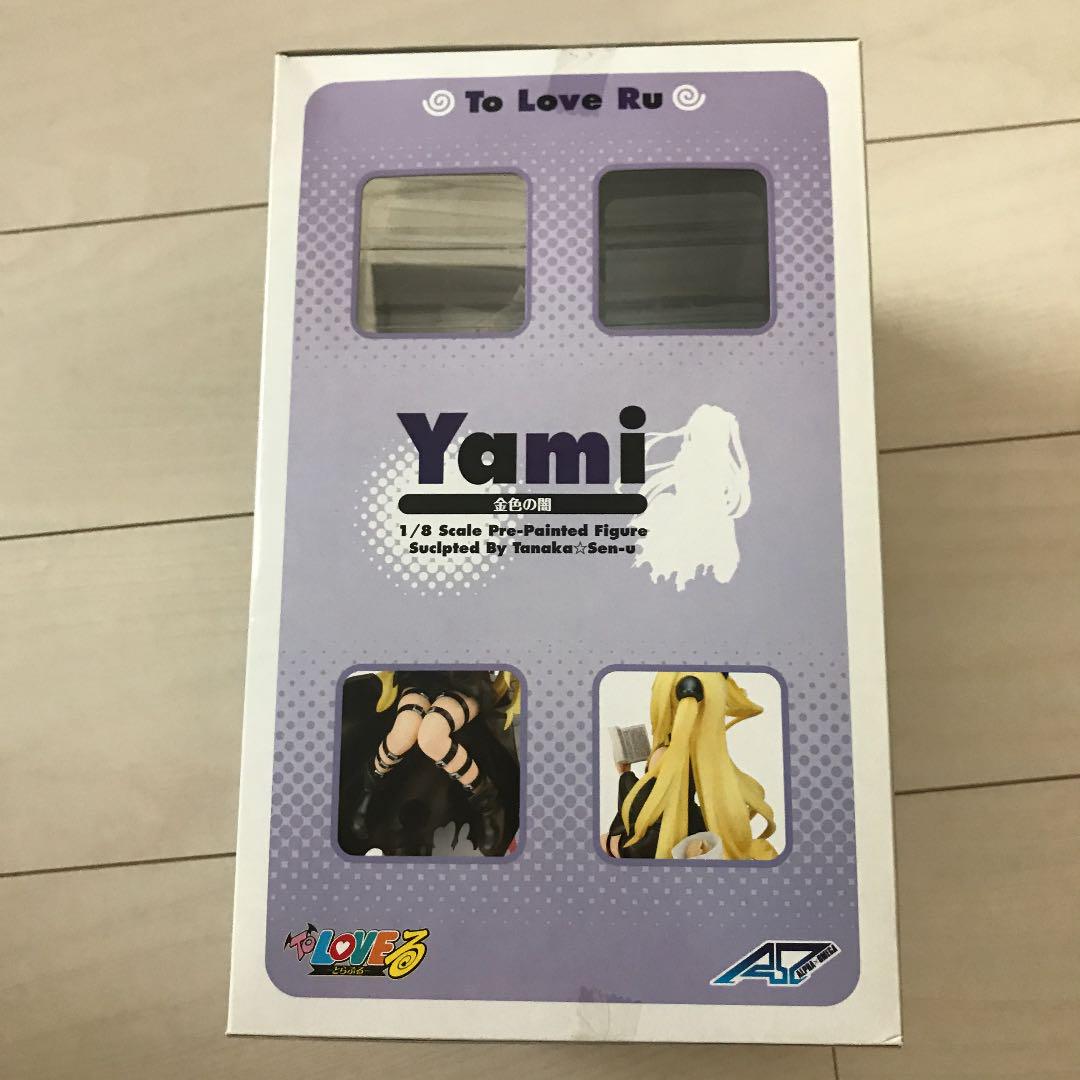 To Love Ru
Yami
金色の闇
1/8 Scale Pre-Painted Figure
Suclpted By Tanaka☆Sen-u
To LOVEる
とらぶる
AΩ
ALPHA×OMEGA